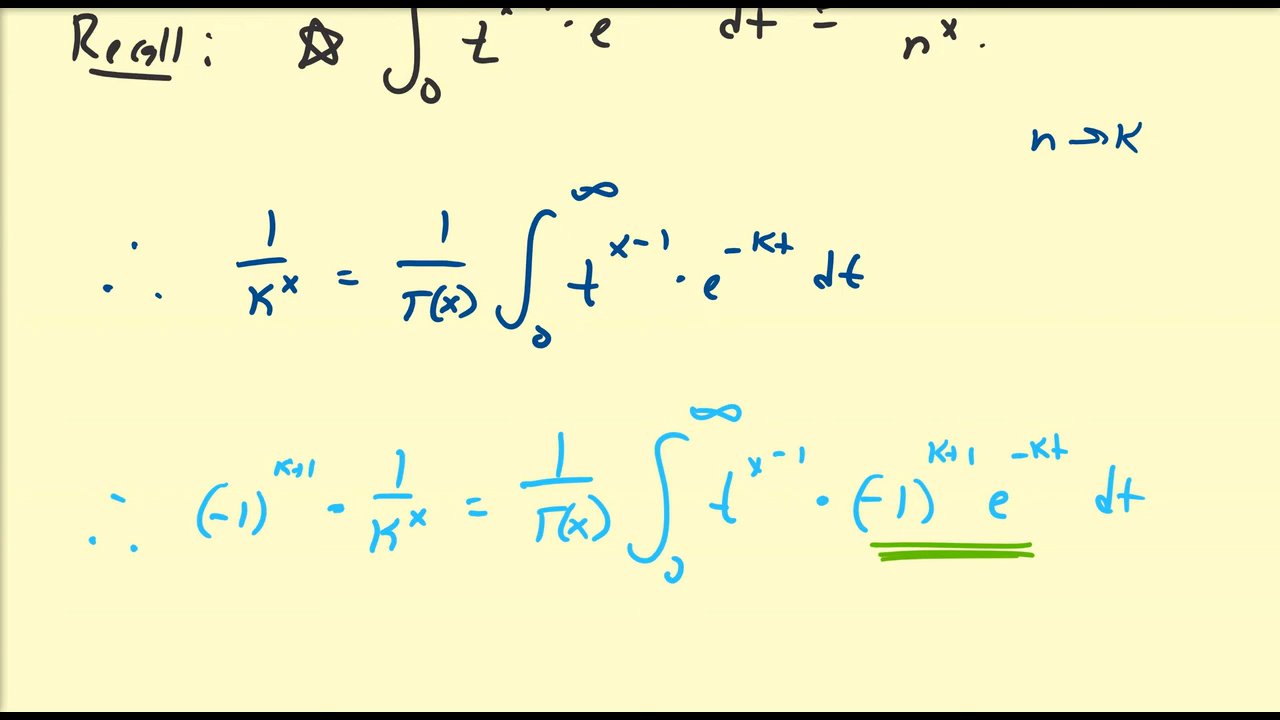 Recall: ☆ ∫₀ t^x · e dt = n^x.
n → K
∴ 1/K^x = 1/Γ(x) ∫₀^∞ t^(x-1) · e^(-Kt) dt
∴ (-1)^(K+1) · 1/K^x = 1/Γ(x) ∫₀^∞ t^(x-1) · (-1)^(K+1) e^(-Kt) dt